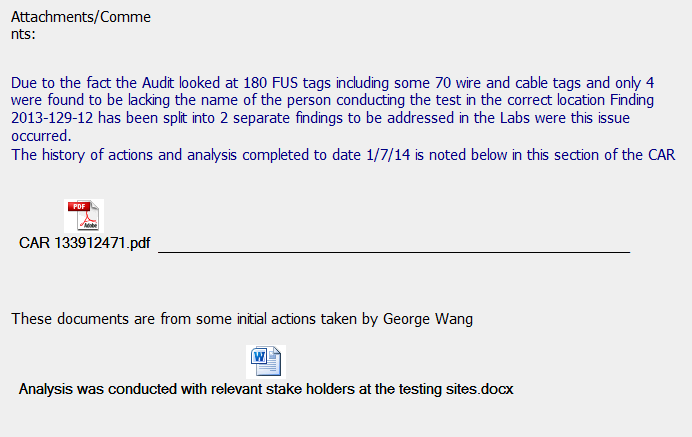 Attachments/Comme
nts:
Due to the fact the Audit looked at 180 FUS tags including some 70 wire and cable tags and only 4
were found to be lacking the name of the person conducting the test in the correct location Finding
2013-129-12 has been split into 2 separate findings to be addressed in the Labs were this issue
occurred.
The history of actions and analysis completed to date 1/7/14 is noted below in this section of the CAR
PDF
Adobe
CAR 133912471.pdf
These documents are from some initial actions taken by George Wang
W
Analysis was conducted with relevant stake holders at the testing sites.docx